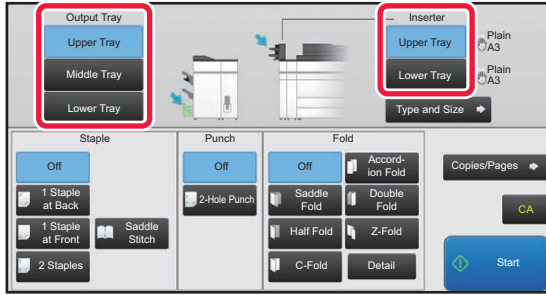 Output Tray
Upper Tray
Middle Tray
Lower Tray
Inserter
Upper Tray
Plain
A3
Lower Tray
Plain
A3
Type and Size
Staple
Off
1 Staple
at Back
1 Staple
at Front
Saddle
Stitch
2 Staples
Punch
Off
2-Hole Punch
Fold
Off
Accord-
ion Fold
Saddle
Fold
Double
Fold
Half Fold
Z-Fold
C-Fold
Detail
Copies/Pages
CA
Start